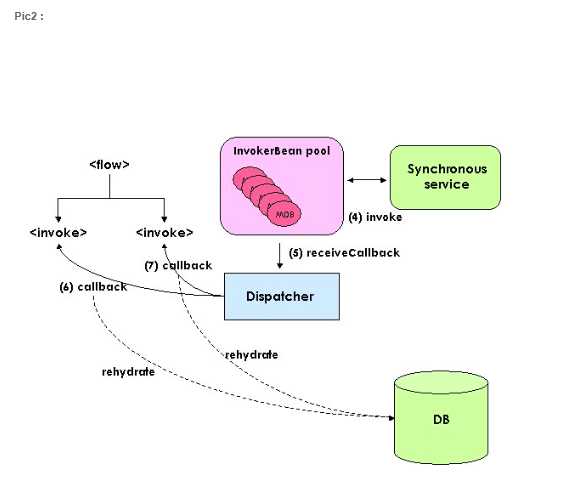 Pic2 :
<flow>
InvokerBean pool
MDB
Synchronous
service
(4) invoke
<invoke>
<invoke>
(5) receiveCallback
(7) callback
(6) callback
Dispatcher
rehydrate
rehydrate
DB